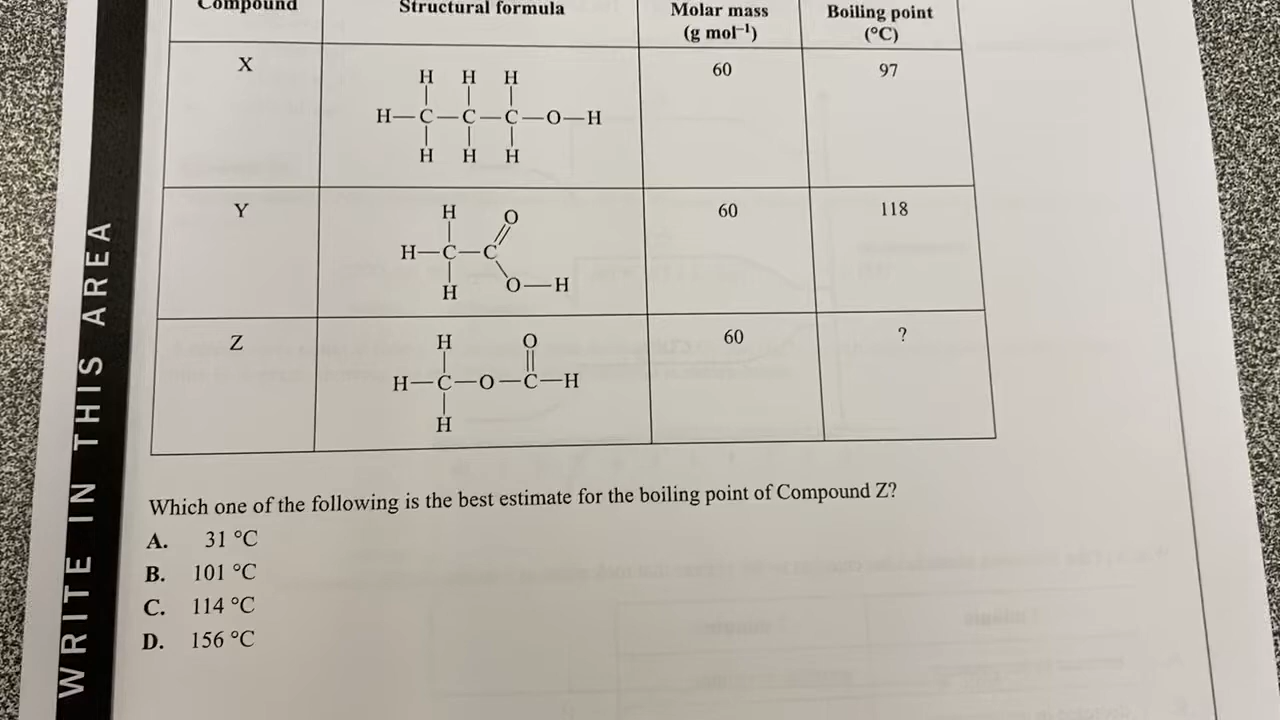 Compound Structural formula Molar mass (g mol⁻¹) Boiling point (°C)
X
H H H
H—C—C—C—O—H
H H H
60
97
Y
H O
H—C—C
H O—H
60
118
Z
H O
H—C—O—C—H
H
60
?
Which one of the following is the best estimate for the boiling point of Compound Z?
A. 31 °C
B. 101 °C
C. 114 °C
D. 156 °C
WRITE IN THIS AREA